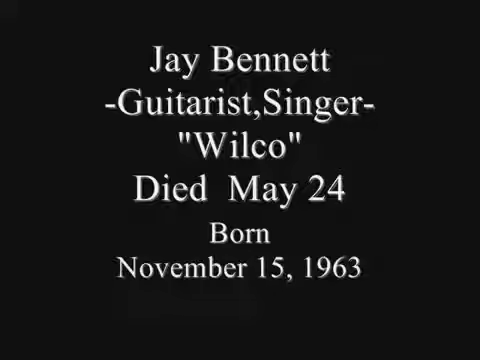 Jay Bennett
-Guitarist,Singer-
"Wilco"
Died May 24
Born
November 15, 1963